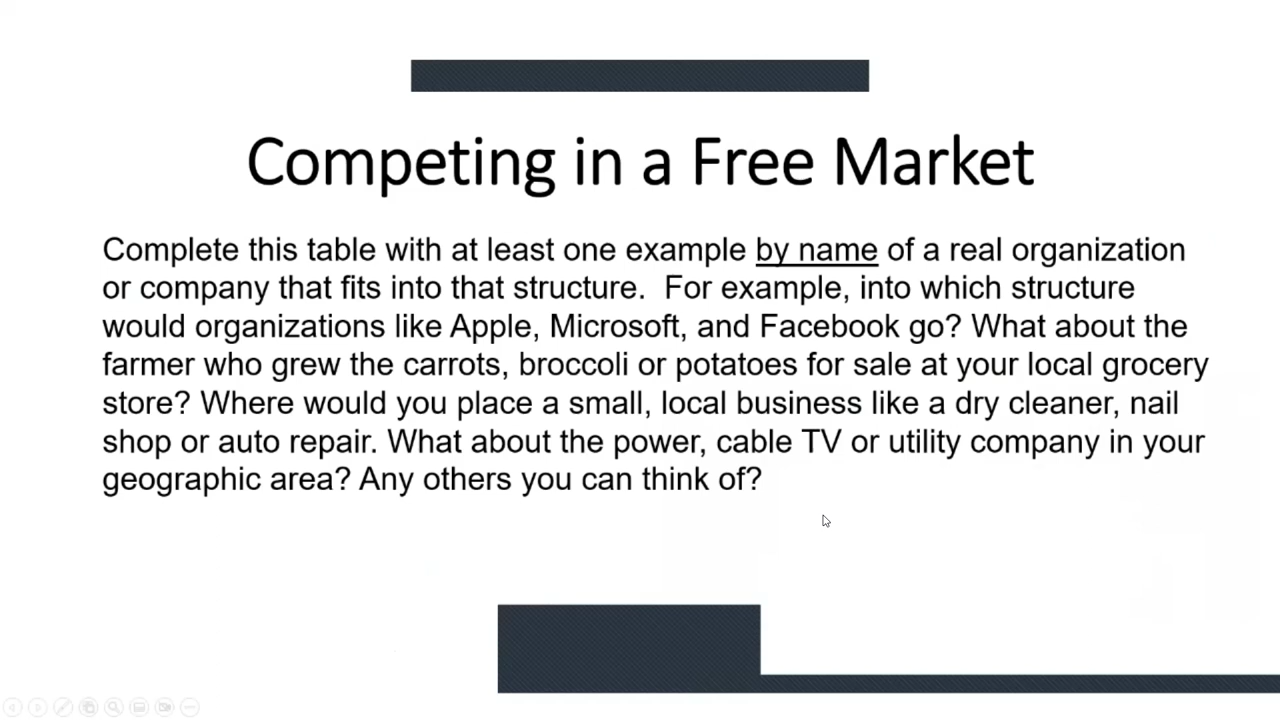 Competing in a Free Market
Complete this table with at least one example by name of a real organization
or company that fits into that structure.  For example, into which structure
would organizations like Apple, Microsoft, and Facebook go? What about the
farmer who grew the carrots, broccoli or potatoes for sale at your local grocery
store? Where would you place a small, local business like a dry cleaner, nail
shop or auto repair. What about the power, cable TV or utility company in your
geographic area? Any others you can think of?